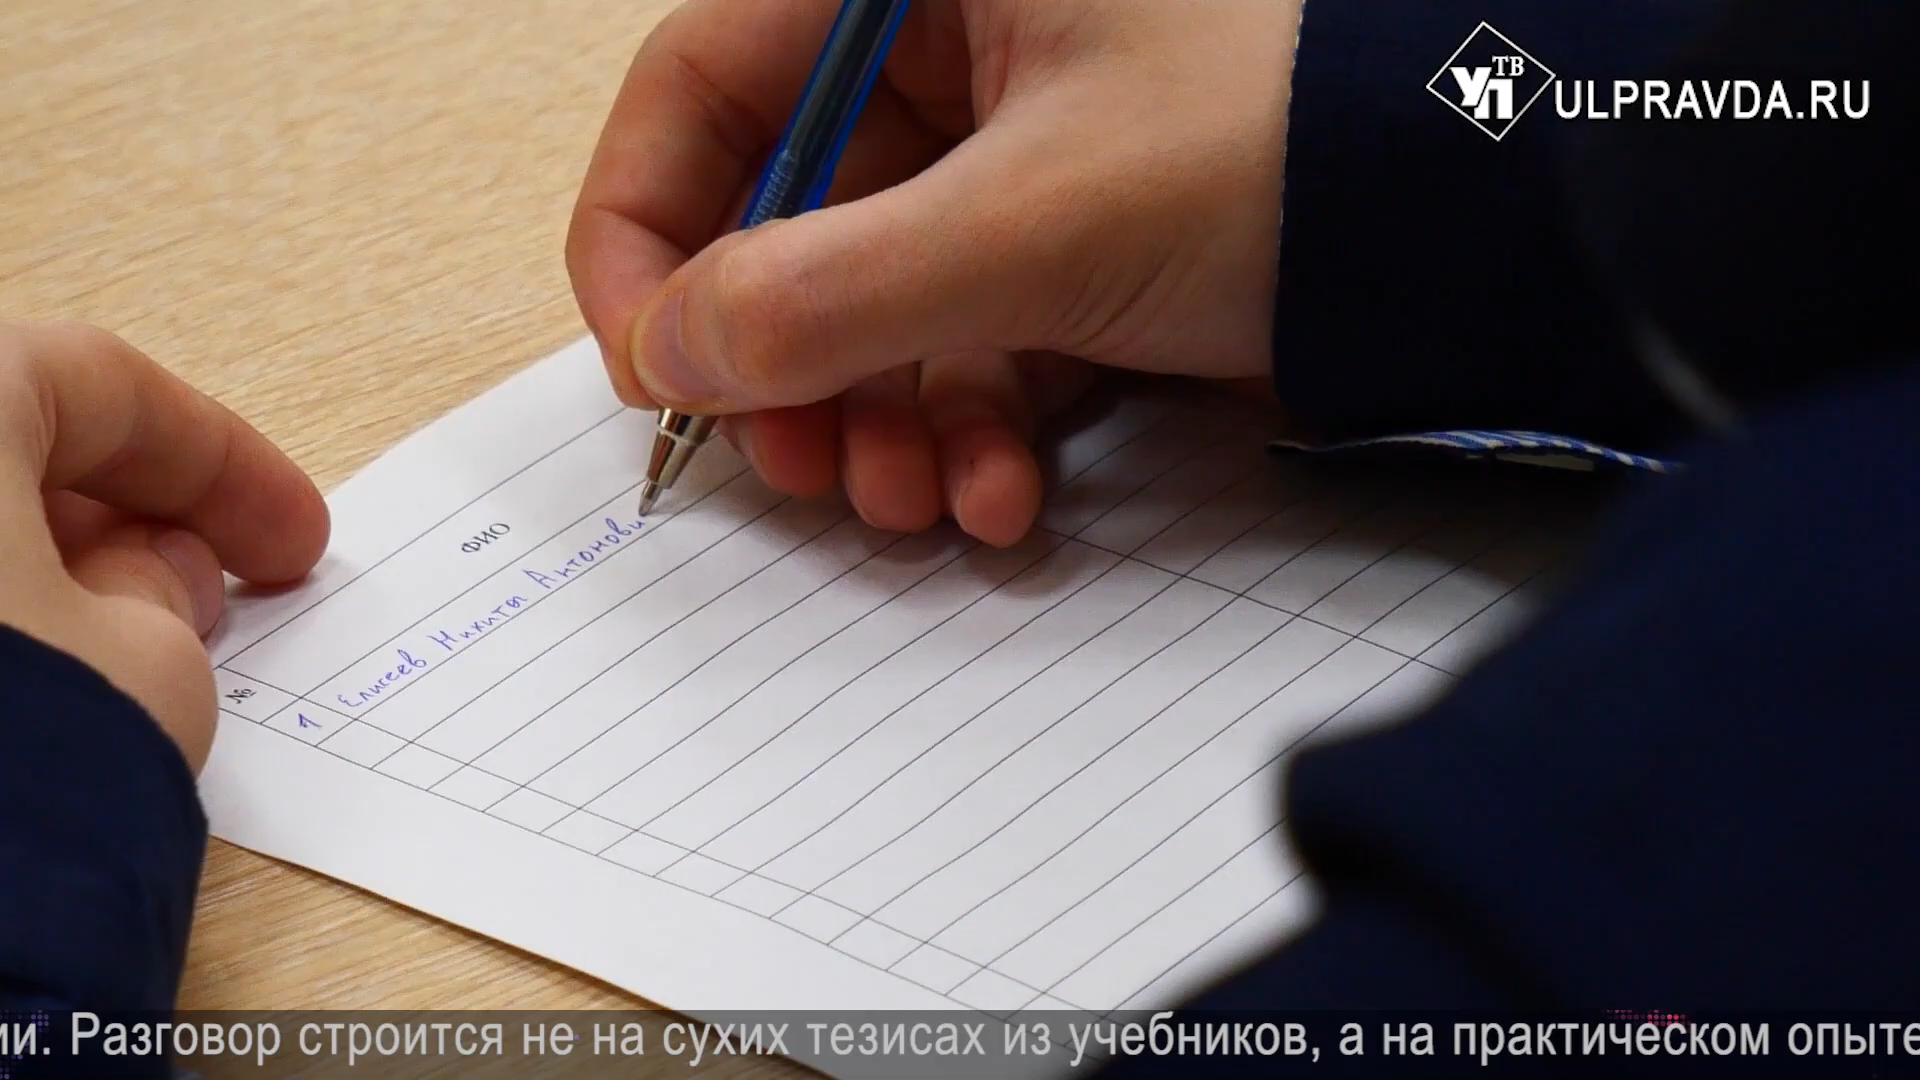 ТВ
УП
ULPRAVDA.RU
ФИО
№
1 Елисеев Никиты Антонови
ии. Разговор строится не на сухих тезисах из учебников, а на практическом опыте